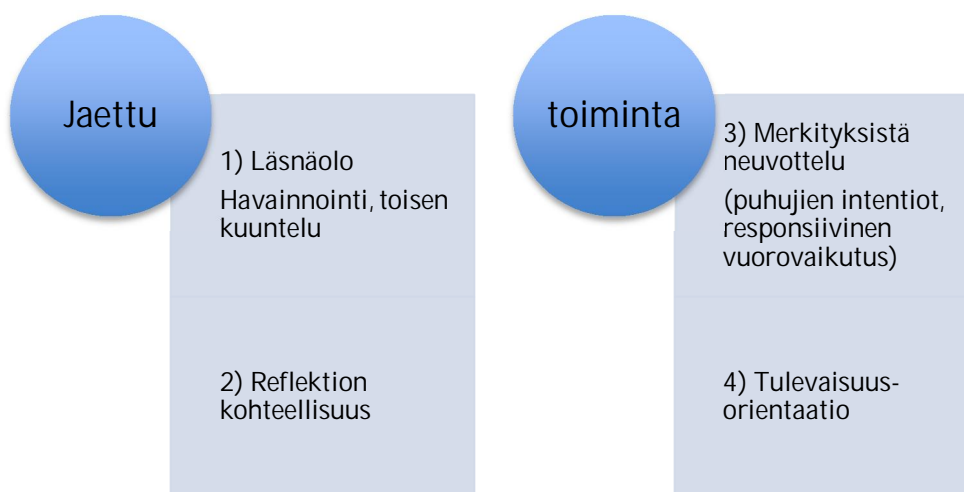 Jaettu
1) Läsnäolo
Havainnointi, toisen
kuuntelu
2) Reflektion
kohteellisuus
toiminta
3) Merkityksistä
neuvottelu
(puhujien intentiot,
responsiivinen
vuorovaikutus)
4) Tulevaisuus-
orientaatio